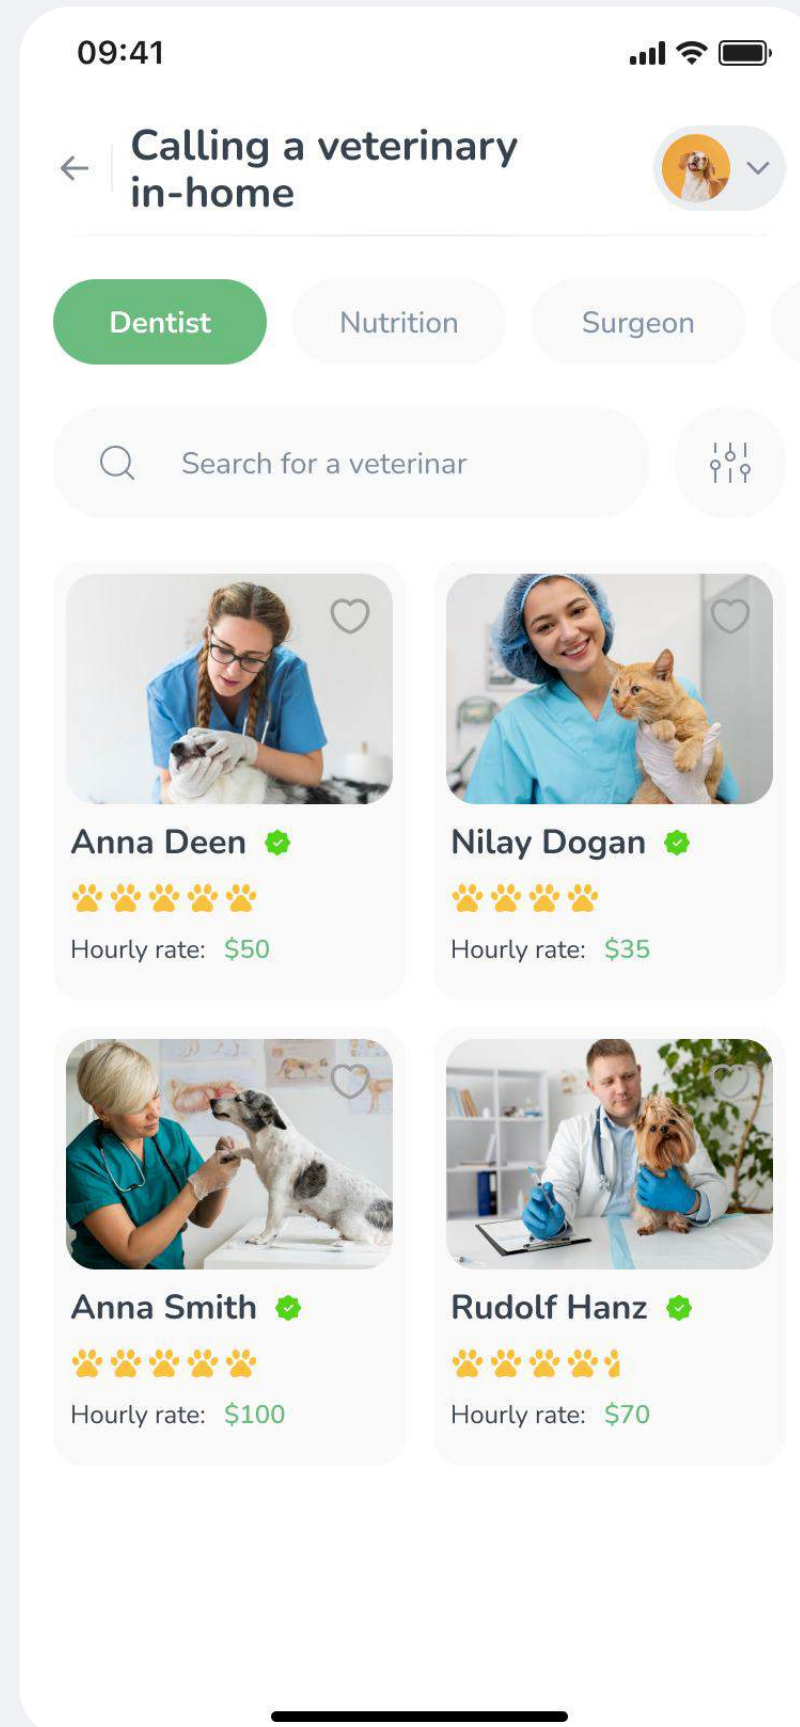 09:41
Calling a veterinary
in-home
Dentist
Nutrition
Surgeon
Search for a veterinar
Anna Deen
Nilay Dogan
Hourly rate: $50
Hourly rate: $35
Anna Smith
Rudolf Hanz
Hourly rate: $100
Hourly rate: $70